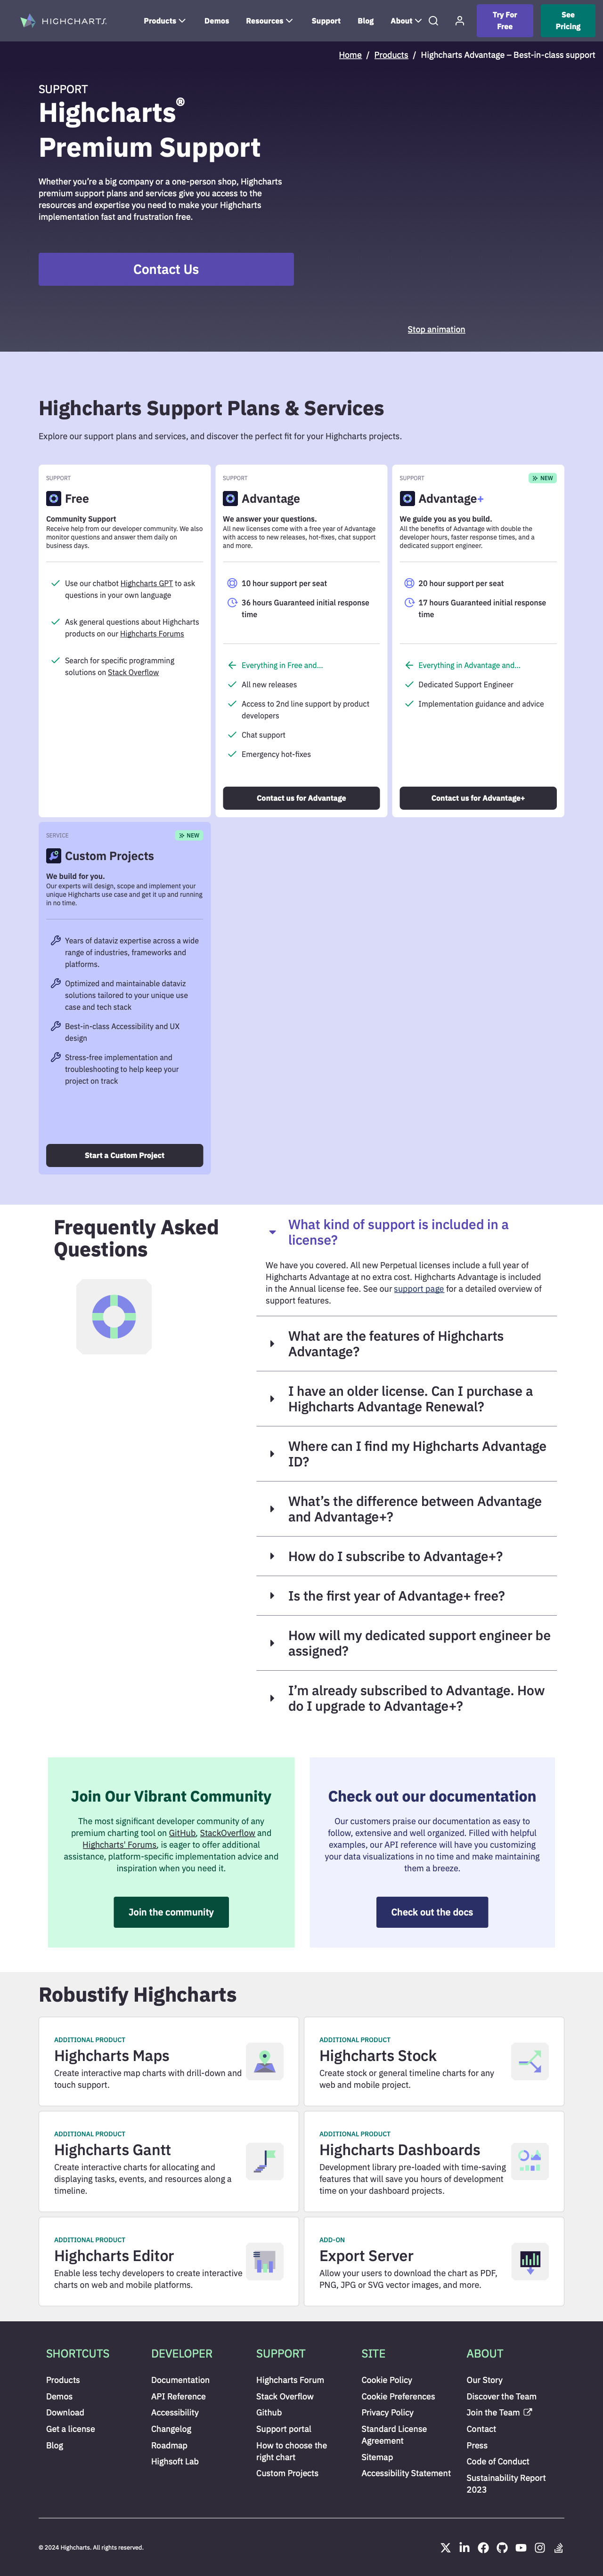 HIGHCHARTS
Products
Demos
Resources
Support
Blog
About
Try For
Free
See
Pricing
Home / Products / Highcharts Advantage – Best-in-class support
SUPPORT
Highcharts®
Premium Support
Whether you're a big company or a one-person shop, Highcharts
premium support plans and services give you access to the
resources and expertise you need to make your Highcharts
implementation fast and frustration free.
Contact Us
Stop animation
Highcharts Support Plans & Services
Explore our support plans and services, and discover the perfect fit for your Highcharts projects.
SUPPORT
Free
Community Support
Receive help from our developer community. We also
monitor questions and answer them daily on
business days.
Use our chatbot Highcharts GPT to ask
questions in your own language
Ask general questions about Highcharts
products on our Highcharts Forums
Search for specific programming
solutions on Stack Overflow
SUPPORT
Advantage
We answer your questions.
All new licenses come with a free year of Advantage
with access to new releases, hot-fixes, chat support
and more.
10 hour support per seat
36 hours Guaranteed initial response
time
Everything in Free and...
All new releases
Access to 2nd line support by product
developers
Chat support
Emergency hot-fixes
Contact us for Advantage
SUPPORT
NEW
Advantage+
We guide you as you build.
All the benefits of Advantage with double the
developer hours, faster response times, and a
dedicated support engineer.
20 hour support per seat
17 hours Guaranteed initial response
time
Everything in Advantage and...
Dedicated Support Engineer
Implementation guidance and advice
Contact us for Advantage+
SERVICE
NEW
Custom Projects
We build for you.
Our experts will design, scope and implement your
unique Highcharts use case and get it up and running
in no time.
Years of dataviz expertise across a wide
range of industries, frameworks and
platforms.
Optimized and maintainable dataviz
solutions tailored to your unique use
case and tech stack
Best-in-class Accessibility and UX
design
Stress-free implementation and
troubleshooting to help keep your
project on track
Start a Custom Project
Frequently Asked
Questions
What kind of support is included in a
license?
We have you covered. All new Perpetual licenses include a full year of
Highcharts Advantage at no extra cost. Highcharts Advantage is included
in the Annual license fee. See our support page for a detailed overview of
support features.
What are the features of Highcharts
Advantage?
I have an older license. Can I purchase a
Highcharts Advantage Renewal?
Where can I find my Highcharts Advantage
ID?
What's the difference between Advantage
and Advantage+?
How do I subscribe to Advantage+?
Is the first year of Advantage+ free?
How will my dedicated support engineer be
assigned?
I'm already subscribed to Advantage. How
do I upgrade to Advantage+?
Join Our Vibrant Community
The most significant developer community of any
premium charting tool on GitHub, StackOverflow and
Highcharts' Forums, is eager to offer additional
assistance, platform-specific implementation advice and
inspiration when you need it.
Join the community
Check out our documentation
Our customers praise our documentation as easy to
follow, extensive and well organized. Filled with helpful
examples, our API reference will have you customizing
your data visualizations in no time and make maintaining
them a breeze.
Check out the docs
Robustify Highcharts
ADDITIONAL PRODUCT
Highcharts Maps
Create interactive map charts with drill-down and
touch support.
ADDITIONAL PRODUCT
Highcharts Stock
Create stock or general timeline charts for any
web and mobile project.
ADDITIONAL PRODUCT
Highcharts Gantt
Create interactive charts for allocating and
displaying tasks, events, and resources along a
timeline.
ADDITIONAL PRODUCT
Highcharts Dashboards
Development library pre-loaded with time-saving
features that will save you hours of development
time on your dashboard projects.
ADDITIONAL PRODUCT
Highcharts Editor
Enable less techy developers to create interactive
charts on web and mobile platforms.
ADD-ON
Export Server
Allow your users to download the chart as PDF,
PNG, JPG or SVG vector images, and more.
SHORTCUTS
Products
Demos
Download
Get a license
Blog
DEVELOPER
Documentation
API Reference
Accessibility
Changelog
Roadmap
Highsoft Lab
SUPPORT
Highcharts Forum
Stack Overflow
Github
Support portal
How to choose the
right chart
Custom Projects
SITE
Cookie Policy
Cookie Preferences
Privacy Policy
Standard License
Agreement
Sitemap
Accessibility Statement
ABOUT
Our Story
Discover the Team
Join the Team
Contact
Press
Code of Conduct
Sustainability Report
2023
© 2024 Highcharts. All rights reserved.